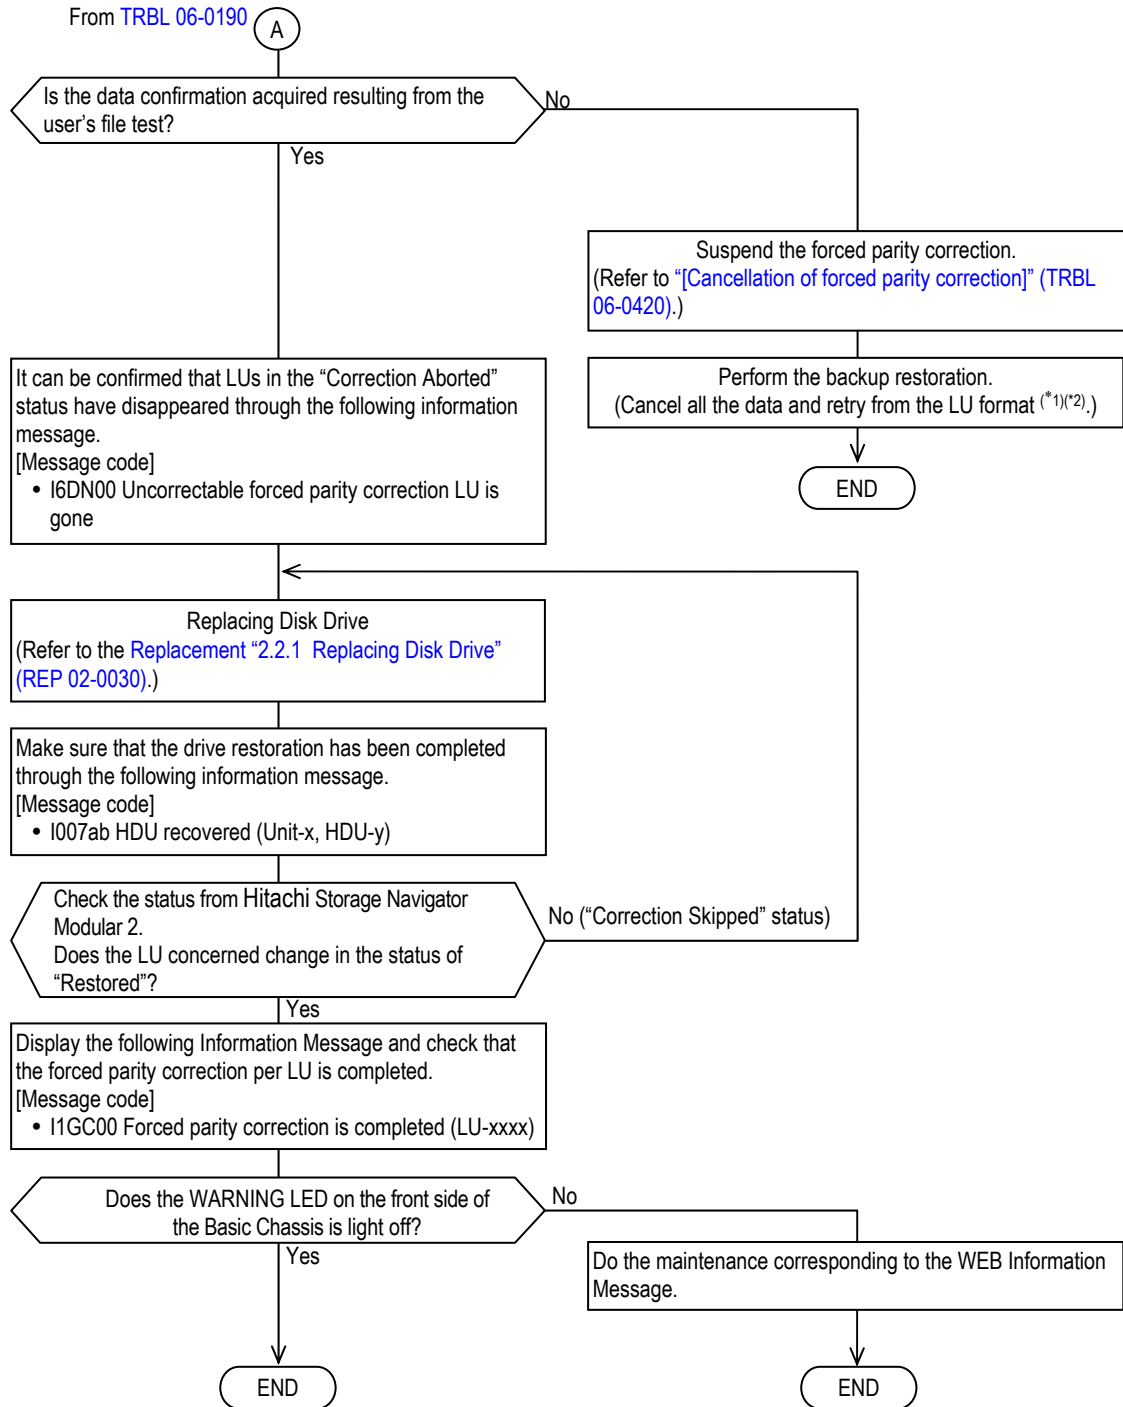 From TRBL 06-0190
A
Is the data confirmation acquired resulting from the
user's file test?
No
Yes
Suspend the forced parity correction.
(Refer to “[Cancellation of forced parity correction]” (TRBL
06-0420).)
Perform the backup restoration.
(Cancel all the data and retry from the LU format (*1)(*2).)
END
It can be confirmed that LUs in the “Correction Aborted”
status have disappeared through the following information
message.
[Message code]
• I6DN00 Uncorrectable forced parity correction LU is
gone
Replacing Disk Drive
(Refer to the Replacement “2.2.1 Replacing Disk Drive”
(REP 02-0030).)
Make sure that the drive restoration has been completed
through the following information message.
[Message code]
• I007ab HDU recovered (Unit-x, HDU-y)
Check the status from Hitachi Storage Navigator
Modular 2.
Does the LU concerned change in the status of
“Restored”?
No (“Correction Skipped” status)
Yes
Display the following Information Message and check that
the forced parity correction per LU is completed.
[Message code]
• I1GC00 Forced parity correction is completed (LU-xxxx)
Does the WARNING LED on the front side of
the Basic Chassis is light off?
No
Yes
Do the maintenance corresponding to the WEB Information
Message.
END
END